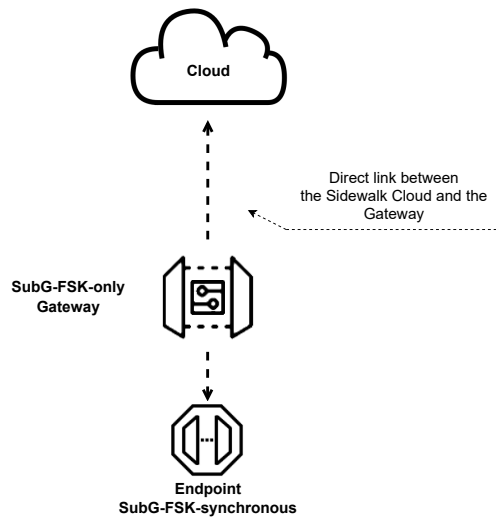 Cloud
Direct link between
the Sidewalk Cloud and the
Gateway
SubG-FSK-only
Gateway
Endpoint
SubG-FSK-synchronous